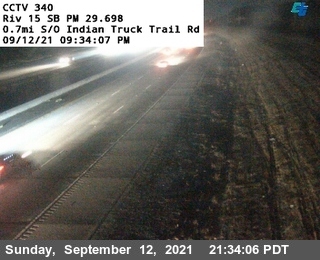 CCTV 340
Riv 15 SB PM 29.698
0.7mi S/O Indian Truck Trail Rd
09/12/21 09:34:07 PM
Sunday, September 12, 2021 21:34:06 PDT